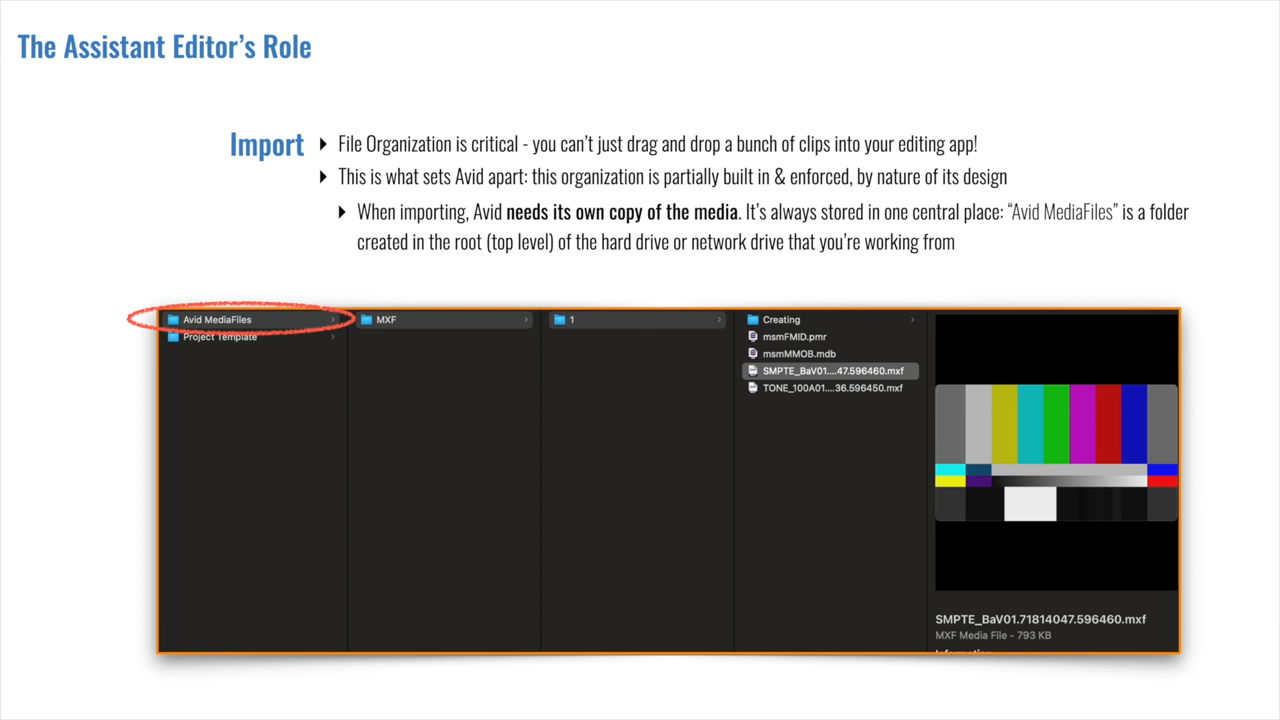 The Assistant Editor's Role
Import
File Organization is critical - you can't just drag and drop a bunch of clips into your editing app!
This is what sets Avid apart: this organization is partially built in & enforced, by nature of its design
When importing, Avid needs its own copy of the media. It's always stored in one central place: “Avid MediaFiles” is a folder
created in the root (top level) of the hard drive or network drive that you're working from
Avid MediaFiles
Project Template
MXF
1
Creating
msmFMID.pmr
msmMMOB.mdb
SMPTE_BaV01....47.596460.mxf
TONE_100A01....36.596450.mxf
SMPTE_BaV01.71814047.596460.mxf
MXF Media File - 793 KB
Information